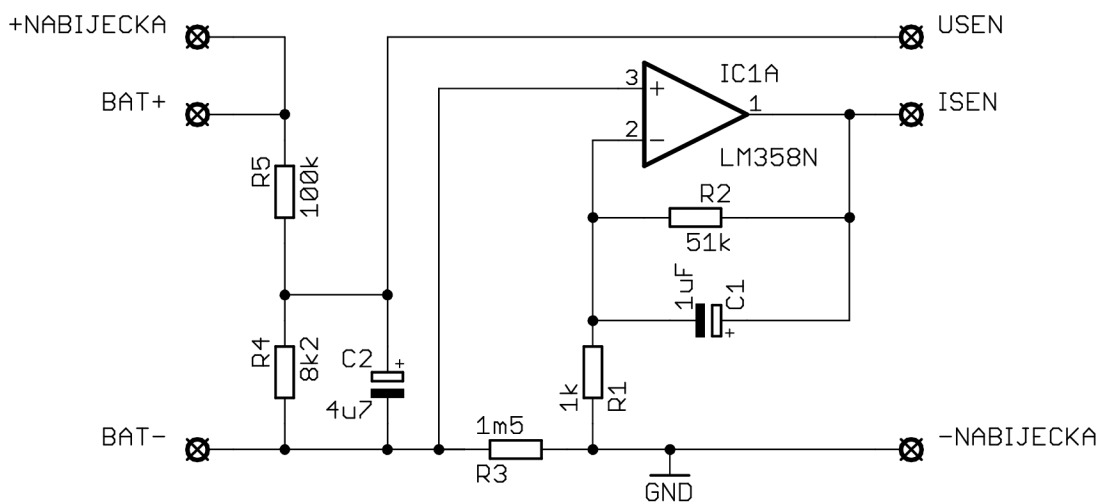 +NABIJECKA
USEN
IC1A
3
+
BAT+
1
ISEN
2
−
LM358N
R5
100k
R2
51k
1uF
C1
+
R4
8k2
C2
+
4u7
1k
R1
BAT-
1m5
-NABIJECKA
R3
GND